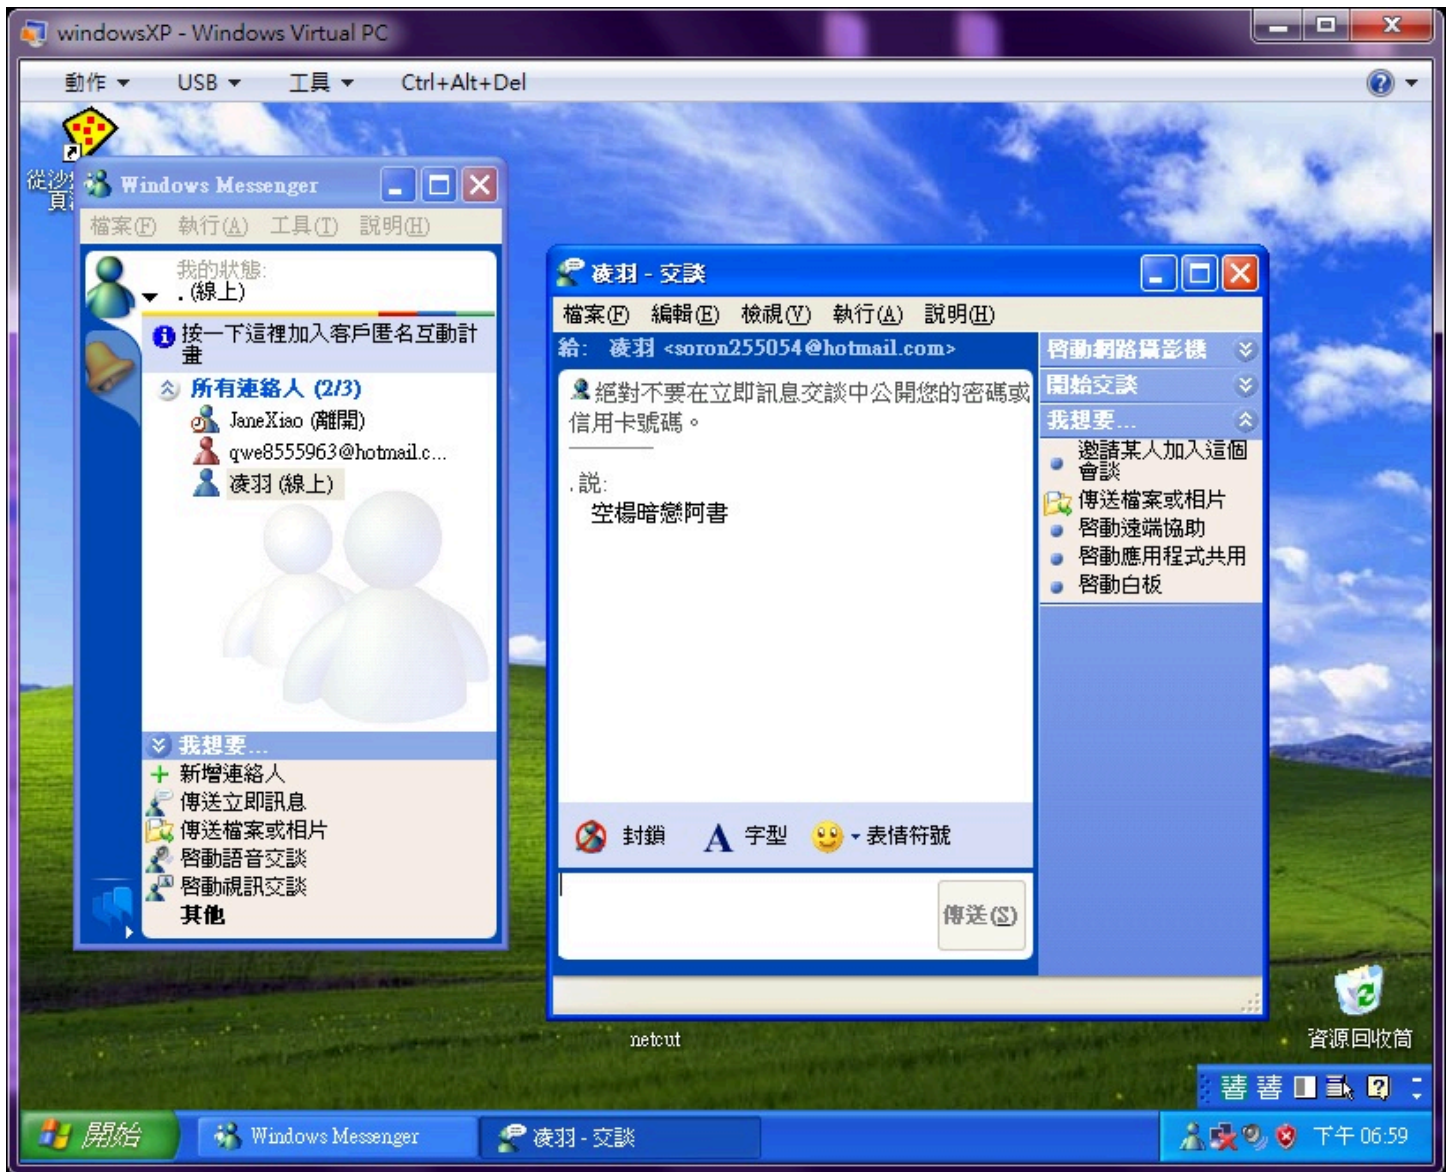 windowsXP - Windows Virtual PC
動作 USB 工具 Ctrl+Alt+Del
Windows Messenger
檔案(F) 執行(A) 工具(T) 說明(H)
我的狀態:
. (線上)
按一下這裡加入客戶匿名互動計
畫
所有連絡人 (2/3)
JaneXiao (離開)
qwe8555963@hotmail.c...
凌羽 (線上)
我想要...
新增連絡人
傳送立即訊息
傳送檔案或相片
啟動語音交談
啟動視訊交談
其他
凌羽 - 交談
檔案(F) 編輯(E) 檢視(V) 執行(A) 說明(H)
給: 凌羽 <soron255054@hotmail.com>
絕對不要在立即訊息交談中公開您的密碼或
信用卡號碼。
. 說:
空楊暗戀阿書
封鎖 A 字型 表情符號
傳送(S)
啟動網路攝影機
開始交談
我想要...
邀請某人加入這個
會談
傳送檔案或相片
啟動遠端協助
啟動應用程式共用
啟動白板
netcut
資源回收筒
開始 Windows Messenger 凌羽 - 交談 下午 06:59